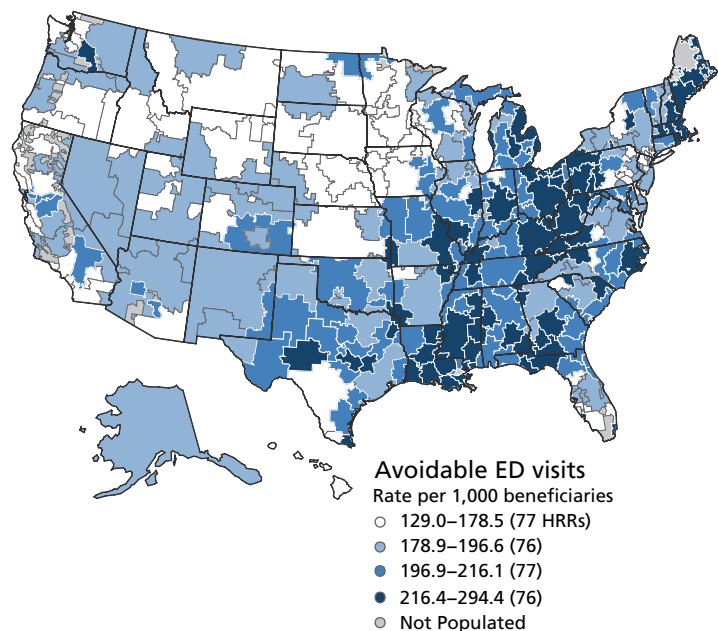 Avoidable ED visits
Rate per 1,000 beneficiaries
129.0–178.5 (77 HRRs)
178.9–196.6 (76)
196.9–216.1 (77)
216.4–294.4 (76)
Not Populated